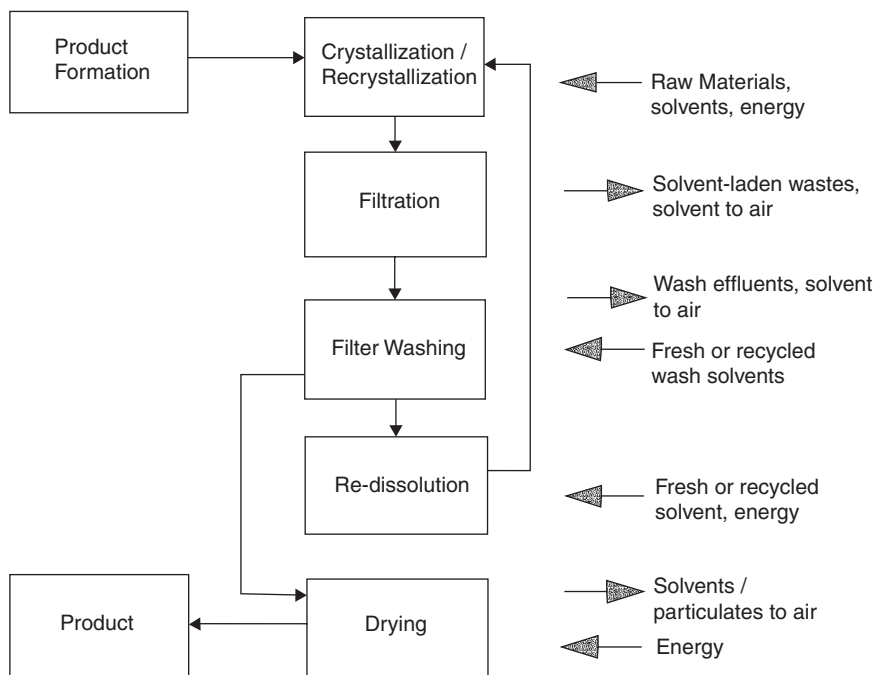 Product
Formation
Crystallization /
Recrystallization
Raw Materials,
solvents, energy
Filtration
Solvent-laden wastes,
solvent to air
Wash effluents, solvent
to air
Filter Washing
Fresh or recycled
wash solvents
Re-dissolution
Fresh or recycled
solvent, energy
Product
Drying
Solvents /
particulates to air
Energy